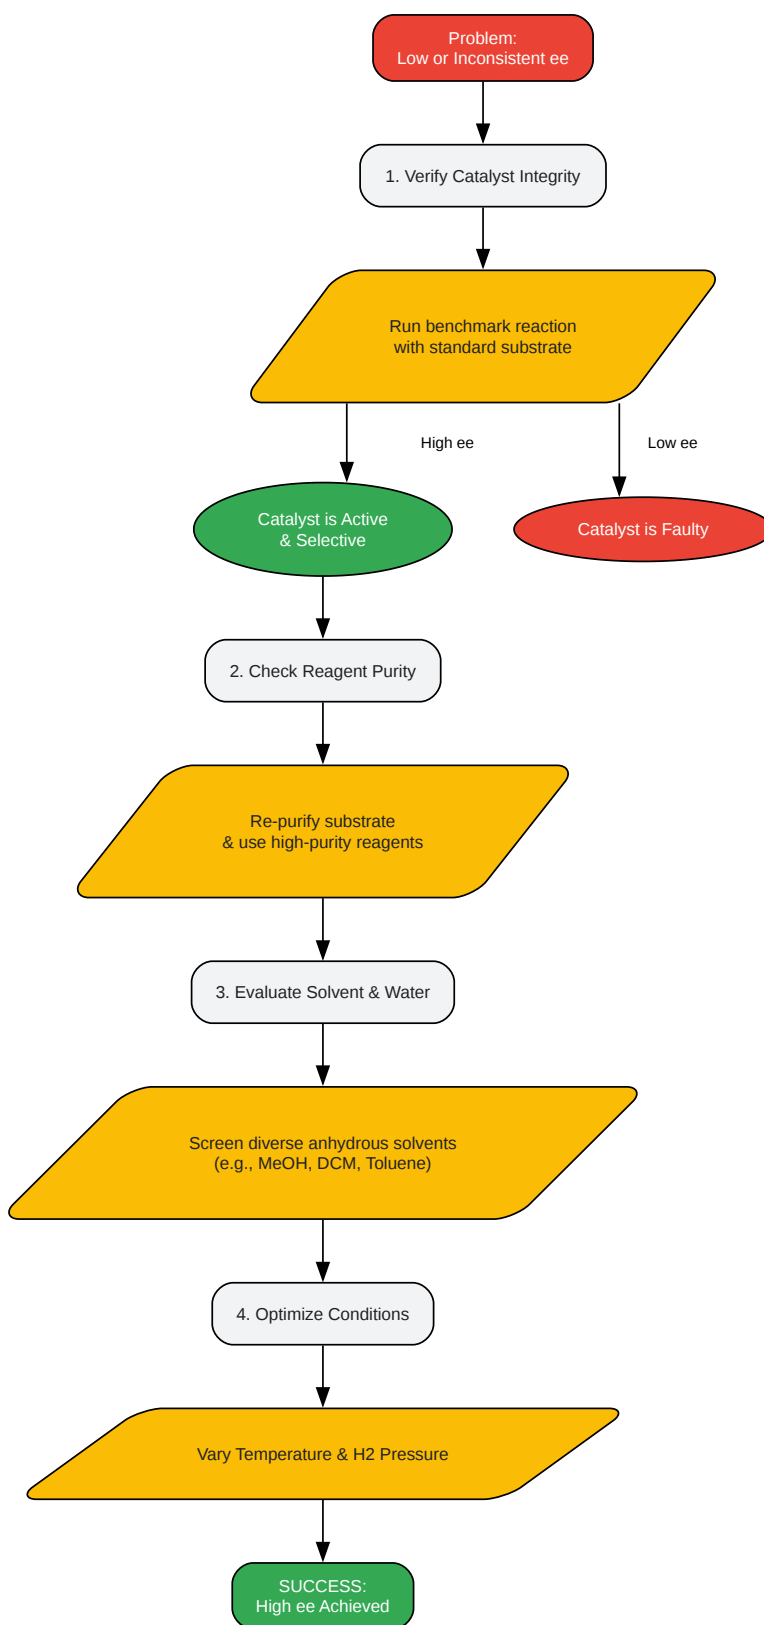 Problem:
Low or Inconsistent ee
1. Verify Catalyst Integrity
Run benchmark reaction
with standard substrate
High ee
Low ee
Catalyst is Active
& Selective
Catalyst is Faulty
2. Check Reagent Purity
Re-purify substrate
& use high-purity reagents
3. Evaluate Solvent & Water
Screen diverse anhydrous solvents
(e.g., MeOH, DCM, Toluene)
4. Optimize Conditions
Vary Temperature & H2 Pressure
SUCCESS:
High ee Achieved